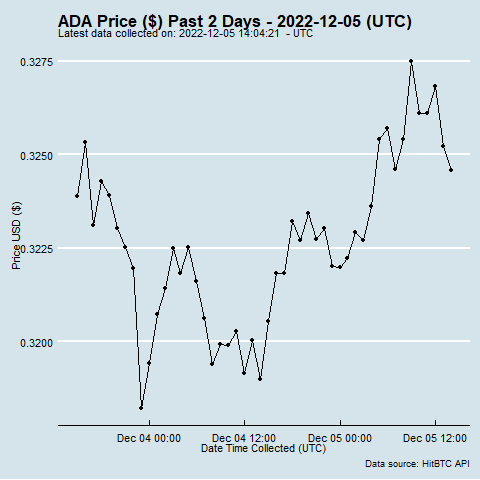 ADA Price ($) Past 2 Days - 2022-12-05 (UTC)
Latest data collected on: 2022-12-05 14:04:21 - UTC
0.3275
0.3250
0.3225
0.3200
Price USD ($)
Dec 04 00:00 Dec 04 12:00 Dec 05 00:00 Dec 05 12:00
Date Time Collected (UTC)
Data source: HitBTC API